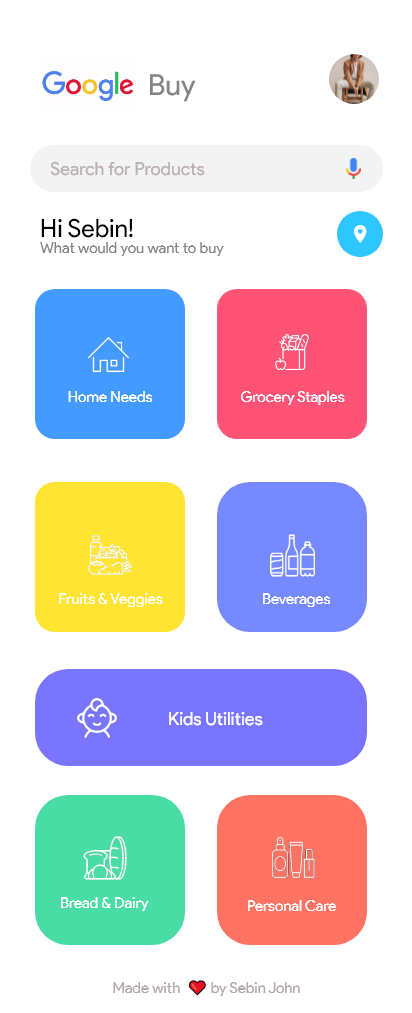 Google Buy
Search for Products
Hi Sebin!
What would you want to buy
Home Needs
Grocery Staples
Fruits & Veggies
Beverages
Kids Utilities
Bread & Dairy
Personal Care
Made with ❤️ by Sebin John